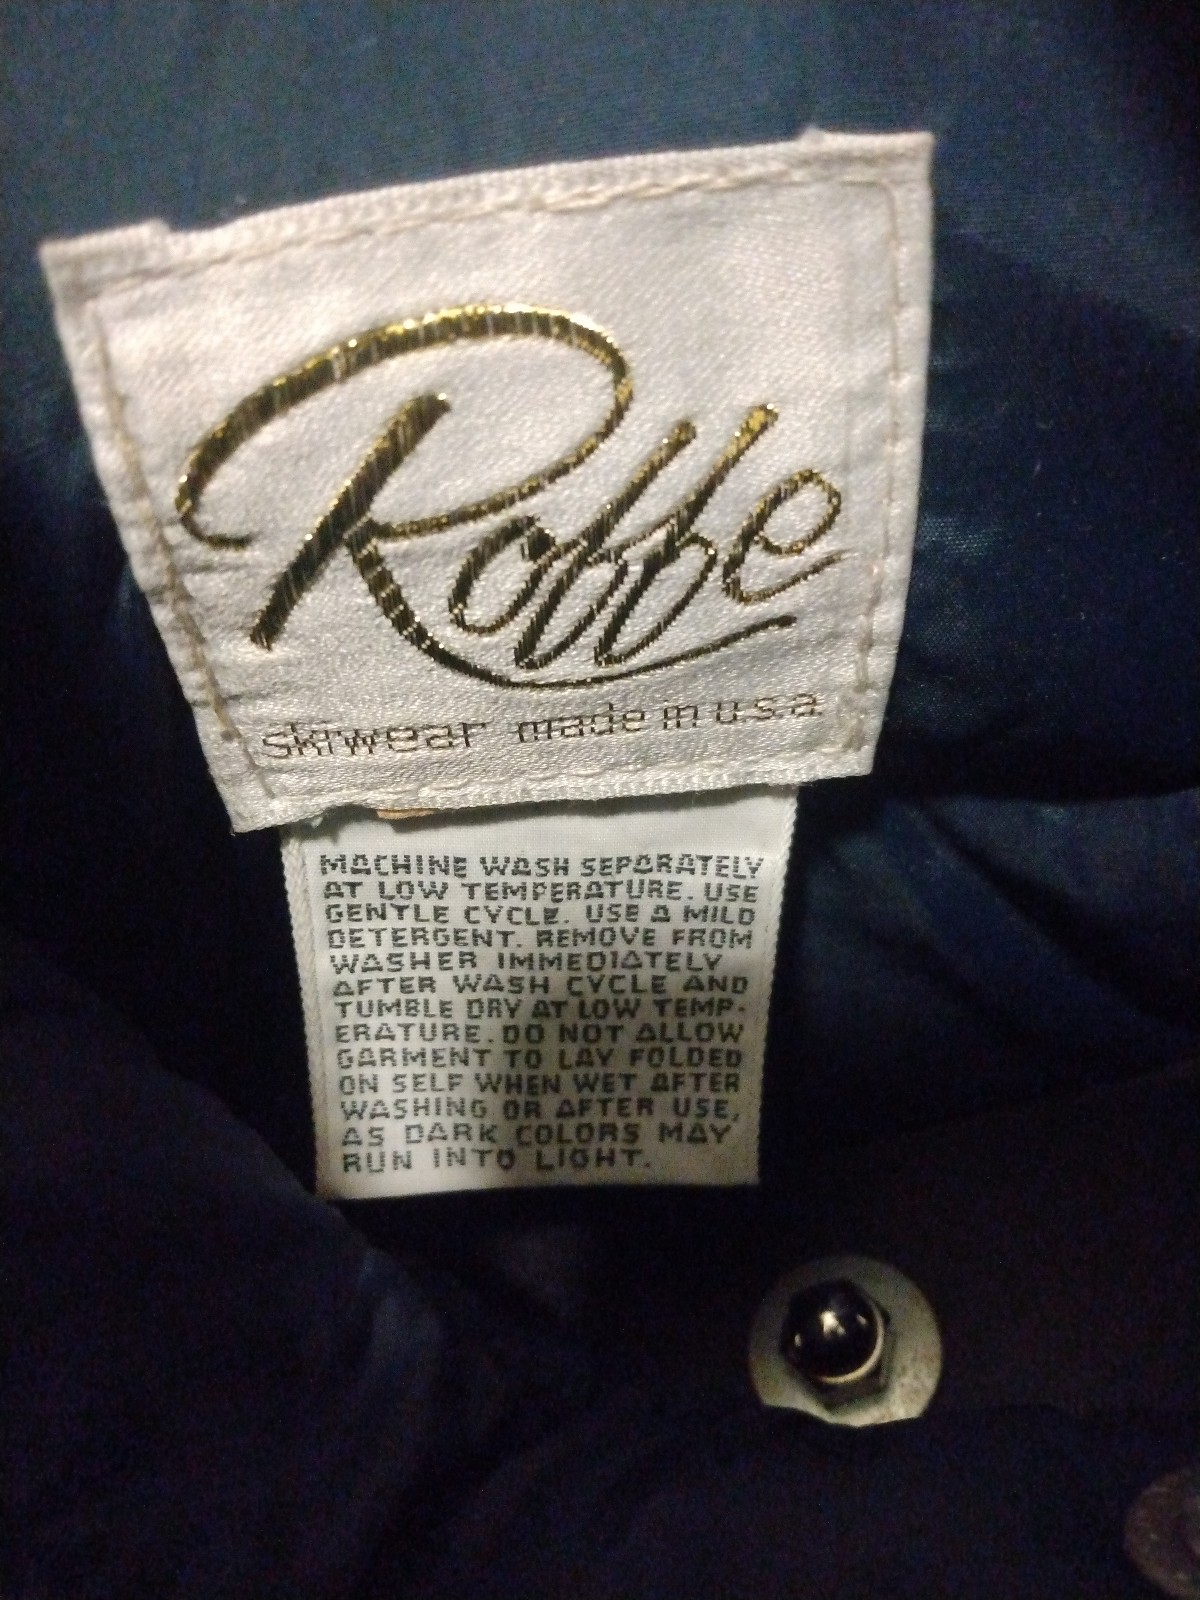 Roffe
skiwear made in u.s.a.
MACHINE WASH SEPARATELY
AT LOW TEMPERATURE. USE
GENTLE CYCLE. USE A MILD
DETERGENT. REMOVE FROM
WASHER IMMEDIATELY
AFTER WASH CYCLE AND
TUMBLE DRY AT LOW TEMP-
ERATURE. DO NOT ALLOW
GARMENT TO LAY FOLDED
ON SELF WHEN WET AFTER
WASHING OR AFTER USE,
AS DARK COLORS MAY
RUN INTO LIGHT.